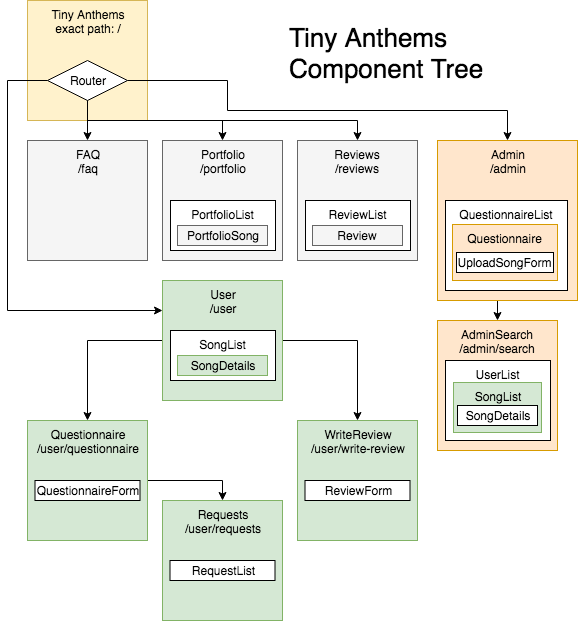 Tiny Anthems
exact path: /
Tiny Anthems
Component Tree
Router
FAQ
/faq
Portfolio
/portfolio
PortfolioList
PortfolioSong
Reviews
/reviews
ReviewList
Review
Admin
/admin
QuestionnaireList
Questionnaire
UploadSongForm
User
/user
SongList
SongDetails
AdminSearch
/admin/search
UserList
SongList
SongDetails
Questionnaire
/user/questionnaire
QuestionnaireForm
WriteReview
/user/write-review
ReviewForm
Requests
/user/requests
RequestList